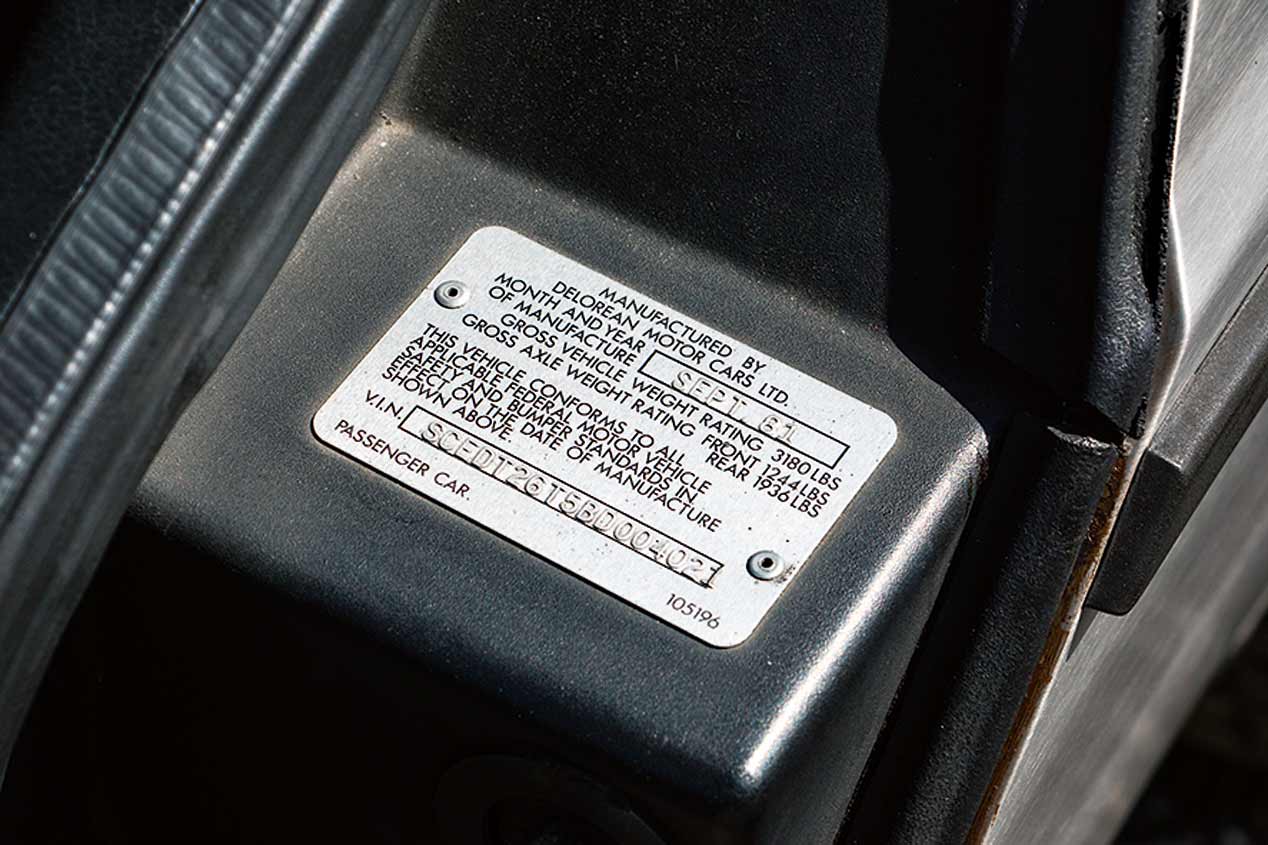 MANUFACTURED BY
DELOREAN MOTOR CARS LTD.
MONTH AND YEAR
OF MANUFACTURE SEPT 81
GROSS VEHICLE WEIGHT RATING 3180 LBS
GROSS AXLE WEIGHT RATING FRONT 1244 LBS
REAR 1936 LBS
THIS VEHICLE CONFORMS TO ALL
APPLICABLE FEDERAL MOTOR VEHICLE
SAFETY AND BUMPER STANDARDS IN
EFFECT ON THE DATE OF MANUFACTURE
SHOWN ABOVE.
V.I.N. SCEDT26T5BD004021
PASSENGER CAR.
105196